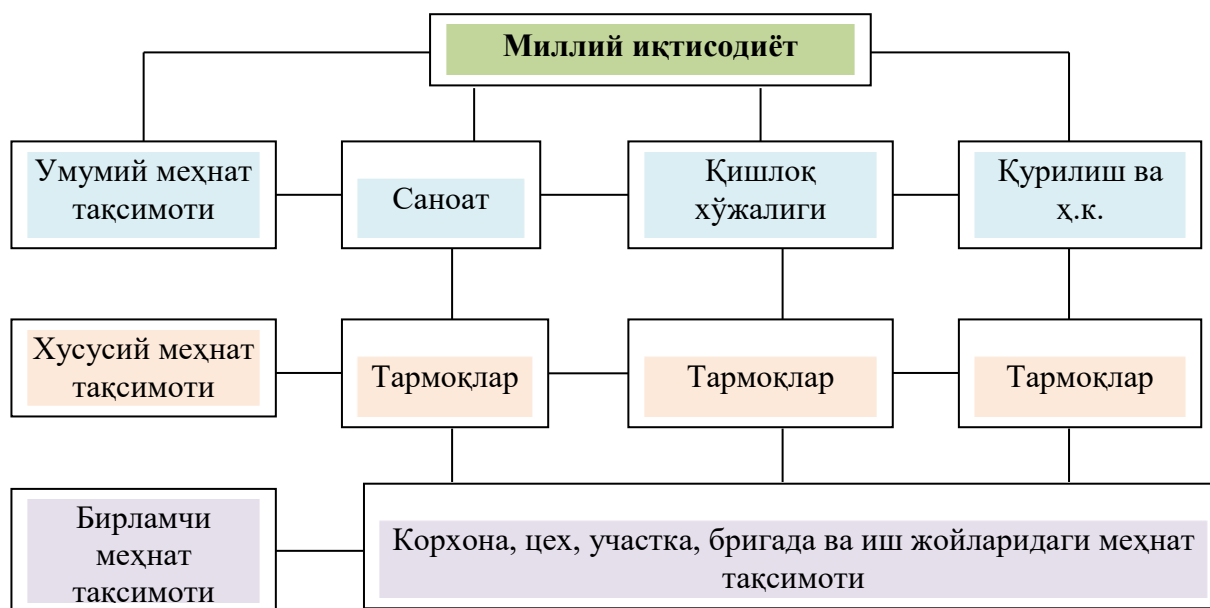 Миллий иқтисодиёт
Умумий меҳнат
тақсимоти
Саноат
Қишлоқ
хўжалиги
Қурилиш ва
ҳ.к.
Хусусий меҳнат
тақсимоти
Тармоқлар
Тармоқлар
Тармоқлар
Бирламчи
меҳнат
тақсимоти
Корхона, цех, участка, бригада ва иш жойларидаги меҳнат
тақсимоти